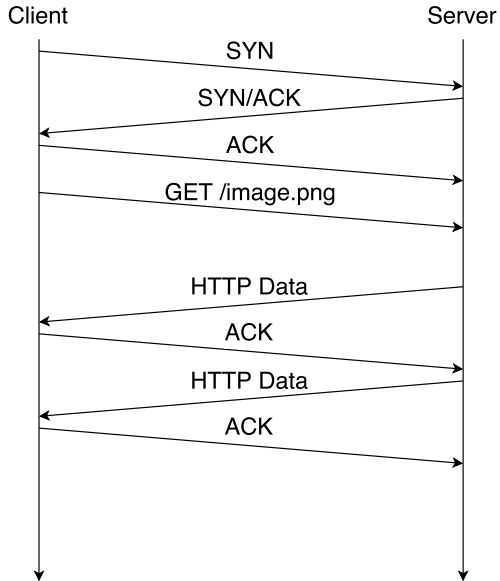 Client
Server
SYN
SYN/ACK
ACK
GET /image.png
HTTP Data
ACK
HTTP Data
ACK